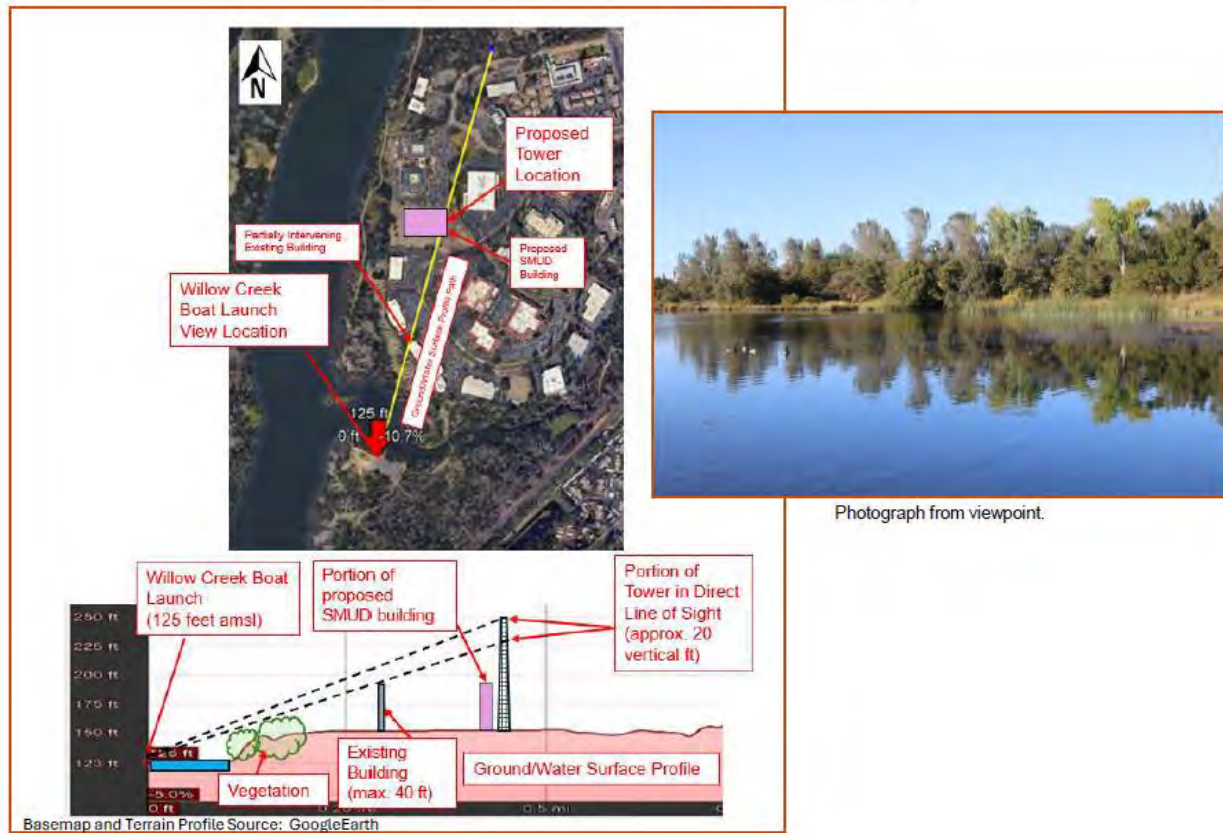 N
Proposed
Tower
Location
Partially Intervening
Existing Building
Proposed
SMUD
Building
Willow Creek
Boat Launch
View Location
Ground/Water Surface Profile Path
125 ft
0 ft
-10.7%
Photograph from viewpoint.
Willow Creek Boat
Launch
(125 feet amsl)
Portion of
proposed
SMUD building
Portion of
Tower in Direct
Line of Sight
(approx. 20
vertical ft)
250 ft
225 ft
200 ft
175 ft
150 ft
125 ft
-5.0%
0 ft
Vegetation
Existing
Building
(max. 40 ft)
Ground/Water Surface Profile
0.5 mi
Basemap and Terrain Profile Source: GoogleEarth